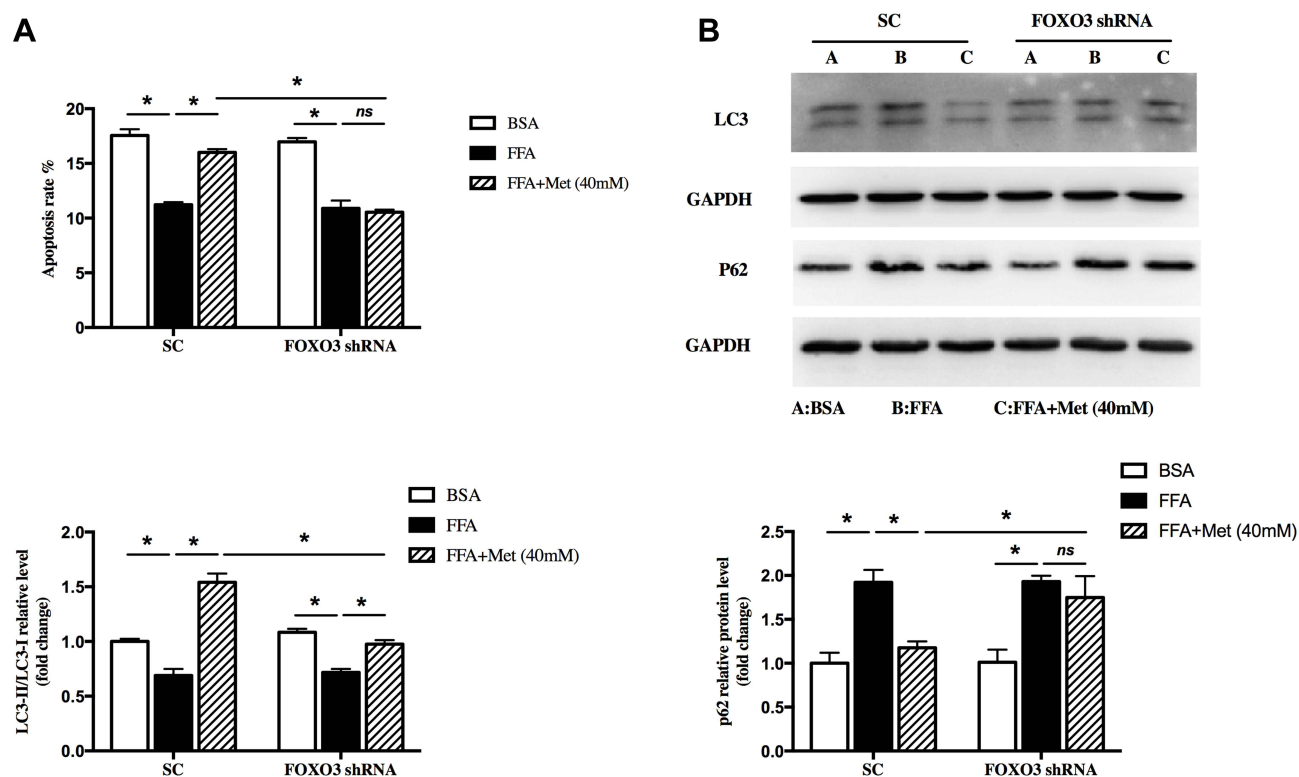 A
* * * * ns
Apoptosis rate %
20
15
10
5
0
SC FOXO3 shRNA
BSA
FFA
FFA+Met (40mM)
B
SC FOXO3 shRNA
A B C A B C
LC3
GAPDH
P62
GAPDH
A:BSA B:FFA C:FFA+Met (40mM)
LC3-II/LC3-I relative level
(fold change)
2.0
1.5
1.0
0.5
0.0
* * * * *
SC FOXO3 shRNA
BSA
FFA
FFA+Met (40mM)
p62 relative protein level
(fold change)
2.5
2.0
1.5
1.0
0.5
0.0
* * * * ns
SC FOXO3 shRNA
BSA
FFA
FFA+Met (40mM)